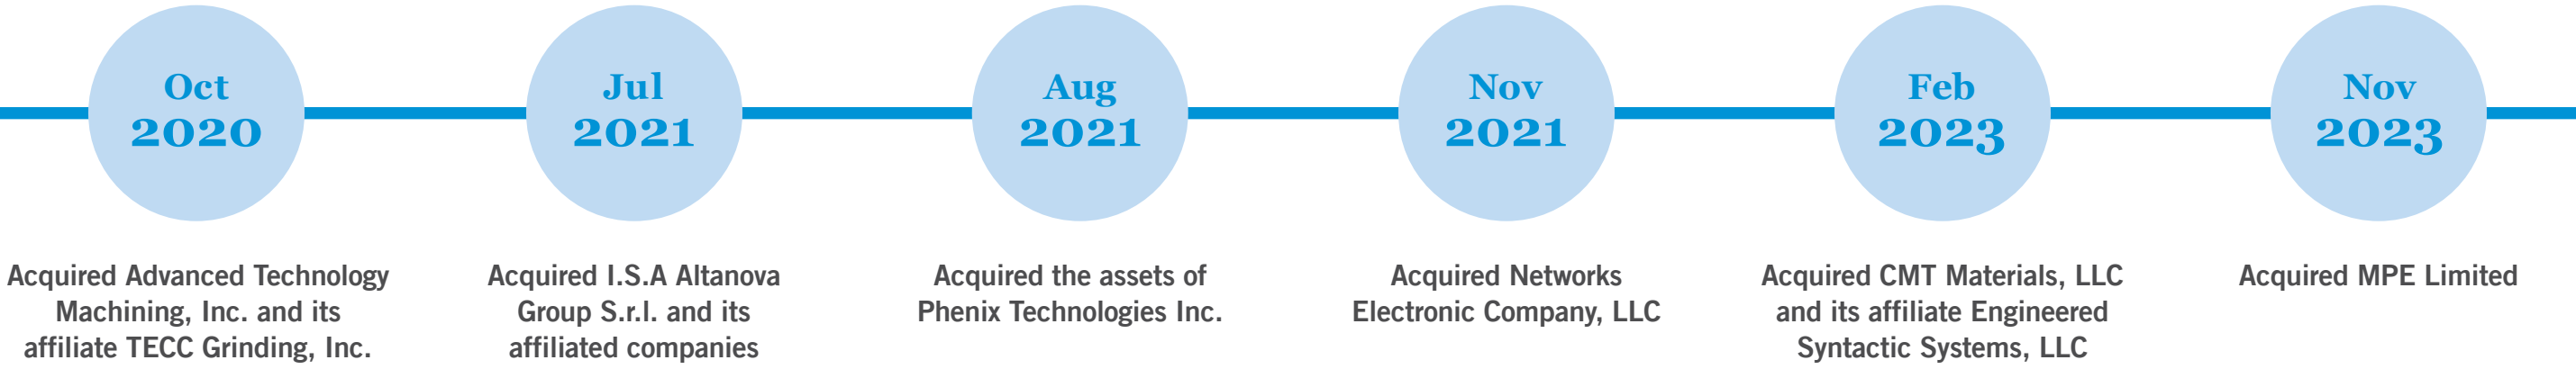 Oct
2020
Acquired Advanced Technology
Machining, Inc. and its
affiliate TECC Grinding, Inc.
Jul
2021
Acquired I.S.A Altanova
Group S.r.l. and its
affiliated companies
Aug
2021
Acquired the assets of
Phenix Technologies Inc.
Nov
2021
Acquired Networks
Electronic Company, LLC
Feb
2023
Acquired CMT Materials, LLC
and its affiliate Engineered
Syntactic Systems, LLC
Nov
2023
Acquired MPE Limited